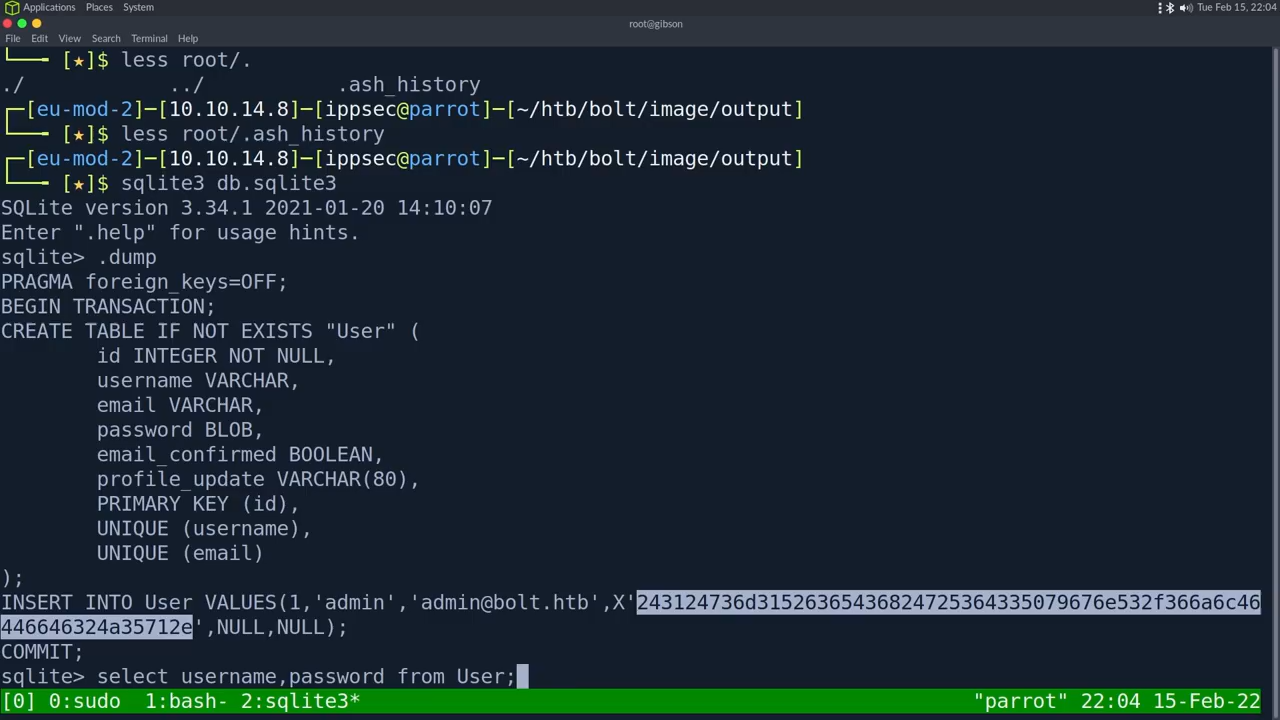 Applications Places System Tue Feb 15, 22:04
root@gibson
File Edit View Search Terminal Help
└── [★]$ less root/.
./ ../ .ash_history
┌─[eu-mod-2]─[10.10.14.8]─[ippsec@parrot]─[~/htb/bolt/image/output]
└── [★]$ less root/.ash_history
┌─[eu-mod-2]─[10.10.14.8]─[ippsec@parrot]─[~/htb/bolt/image/output]
└── [★]$ sqlite3 db.sqlite3
SQLite version 3.34.1 2021-01-20 14:10:07
Enter ".help" for usage hints.
sqlite> .dump
PRAGMA foreign_keys=OFF;
BEGIN TRANSACTION;
CREATE TABLE IF NOT EXISTS "User" (
id INTEGER NOT NULL,
username VARCHAR,
email VARCHAR,
password BLOB,
email_confirmed BOOLEAN,
profile_update VARCHAR(80),
PRIMARY KEY (id),
UNIQUE (username),
UNIQUE (email)
);
INSERT INTO User VALUES(1,'admin','admin@bolt.htb',X'243124736d31526365436824725364335079676e532f366a6c46
446646324a35712e',NULL,NULL);
COMMIT;
sqlite> select username,password from User;
[0] 0:sudo 1:bash- 2:sqlite3* "parrot" 22:04 15-Feb-22